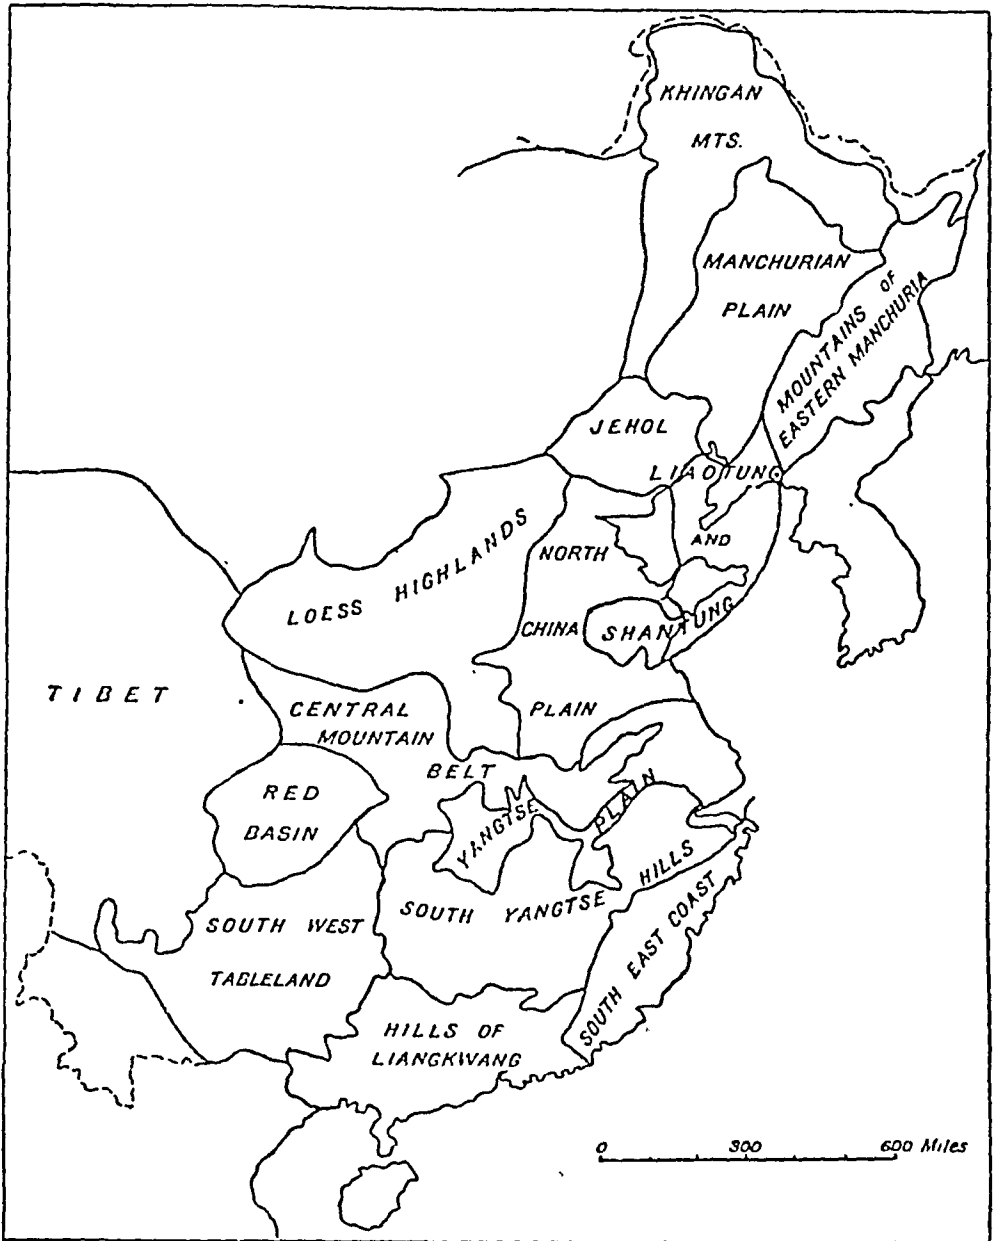 KHINGAN
MTS.
MANCHURIAN
PLAIN
MOUNTAINS OF
EASTERN MANCHURIA
JEHOL
LIAOTUNG
AND
SHANTUNG
NORTH
CHINA
PLAIN
LOESS HIGHLANDS
TIBET
CENTRAL
MOUNTAIN
BELT
RED
BASIN
YANGTSE PLAIN
SOUTH YANGTSE HILLS
SOUTH WEST
TABLELAND
SOUTH EAST COAST
HILLS OF
LIANGKWANG
0 300 600 Miles